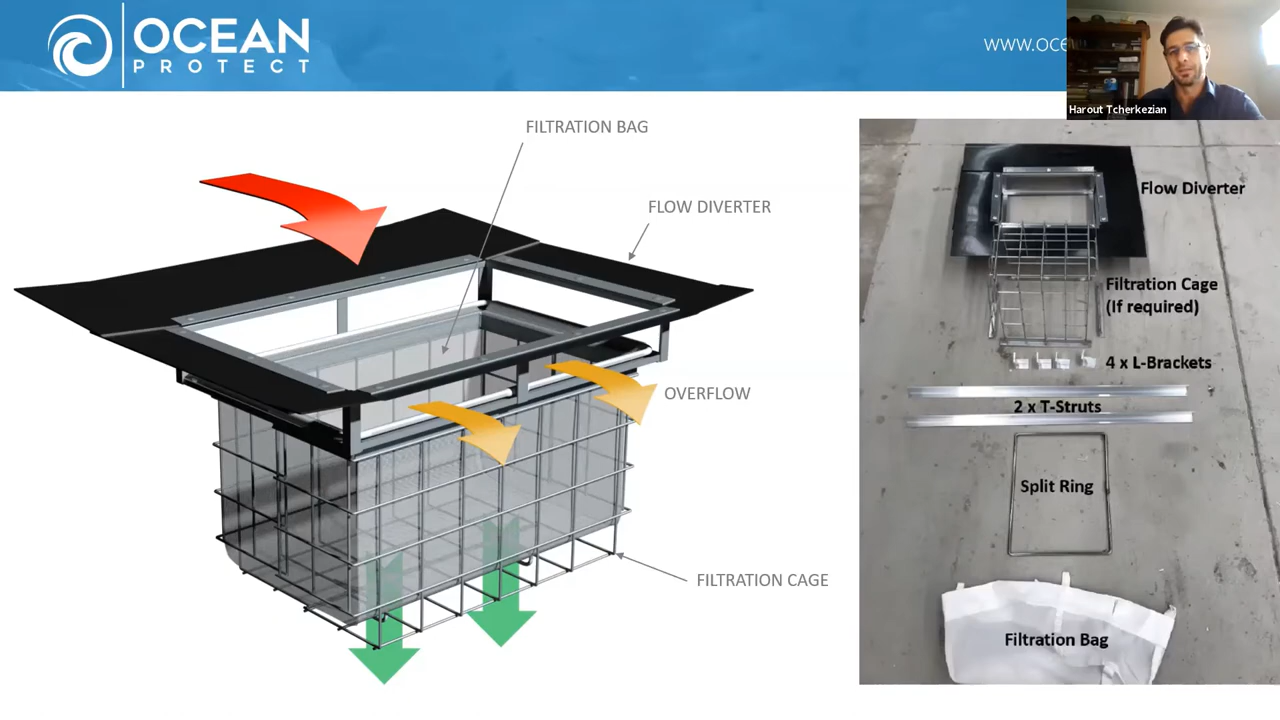 OCEAN
PROTECT
www.oce
Harout Tcherkezian
FILTRATION BAG
FLOW DIVERTER
OVERFLOW
FILTRATION CAGE
Flow Diverter
Filtration Cage
(If required)
4 x L-Brackets
2 x T-Struts
Split Ring
Filtration Bag